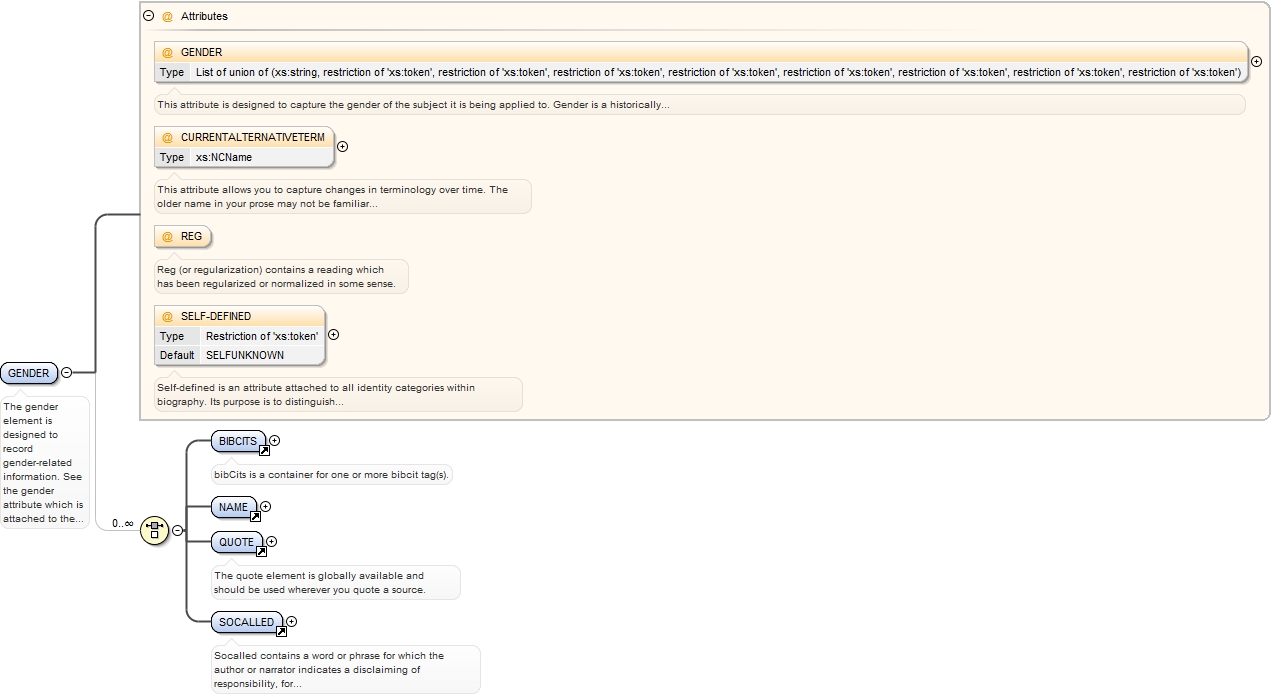 @ Attributes
@ GENDER
Type List of union of (xs:string, restriction of 'xs:token', restriction of 'xs:token', restriction of 'xs:token', restriction of 'xs:token', restriction of 'xs:token', restriction of 'xs:token', restriction of 'xs:token', restriction of 'xs:token')
This attribute is designed to capture the gender of the subject it is being applied to. Gender is a historically...
@ CURRENTALTERNATIVETERM
Type xs:NCName
This attribute allows you to capture changes in terminology over time. The
older name in your prose may not be familiar...
@ REG
Reg (or regularization) contains a reading which
has been regularized or normalized in some sense.
@ SELF-DEFINED
Type Restriction of 'xs:token'
Default SELFUNKNOWN
Self-defined is an attribute attached to all identity categories within
biography. Its purpose is to distinguish...
GENDER
The gender
element is
designed to
record
gender-related
information. See
the gender
attribute which is
attached to the...
0..∞
BIBCITS
bibCits is a container for one or more bibcit tag(s).
NAME
QUOTE
The quote element is globally available and
should be used wherever you quote a source.
SOCALLED
Socalled contains a word or phrase for which the
author or narrator indicates a disclaiming of
responsibility, for...